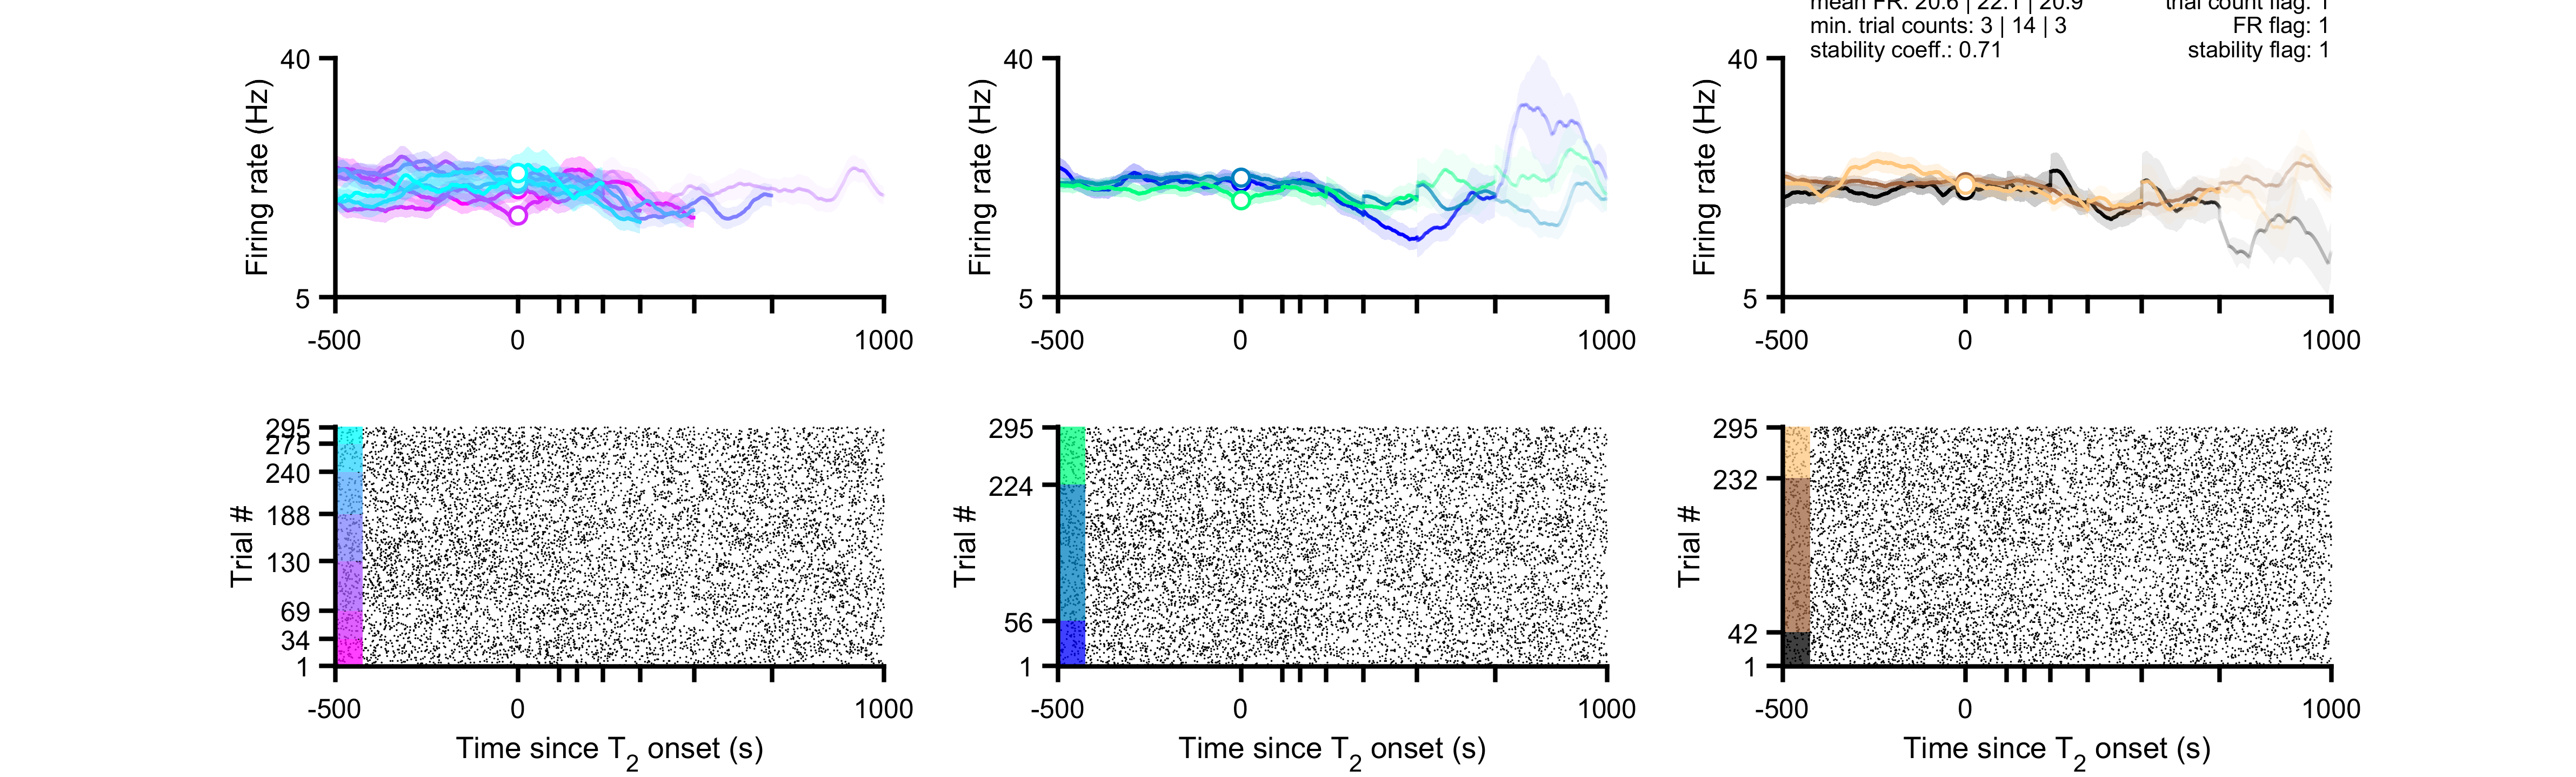 mean FR: 20.6 | 22.1 | 20.9 trial count flag: 1
min. trial counts: 3 | 14 | 3 FR flag: 1
stability coeff.: 0.71 stability flag: 1
40 40 40
Firing rate (Hz) Firing rate (Hz) Firing rate (Hz)
5 5 5
-500 0 1000 -500 0 1000 -500 0 1000
295 295 295
275
240 224 232
188
130
Trial # Trial # Trial #
69
34 56 42
1 1 1
-500 0 1000 -500 0 1000 -500 0 1000
Time since T2 onset (s) Time since T2 onset (s) Time since T2 onset (s)